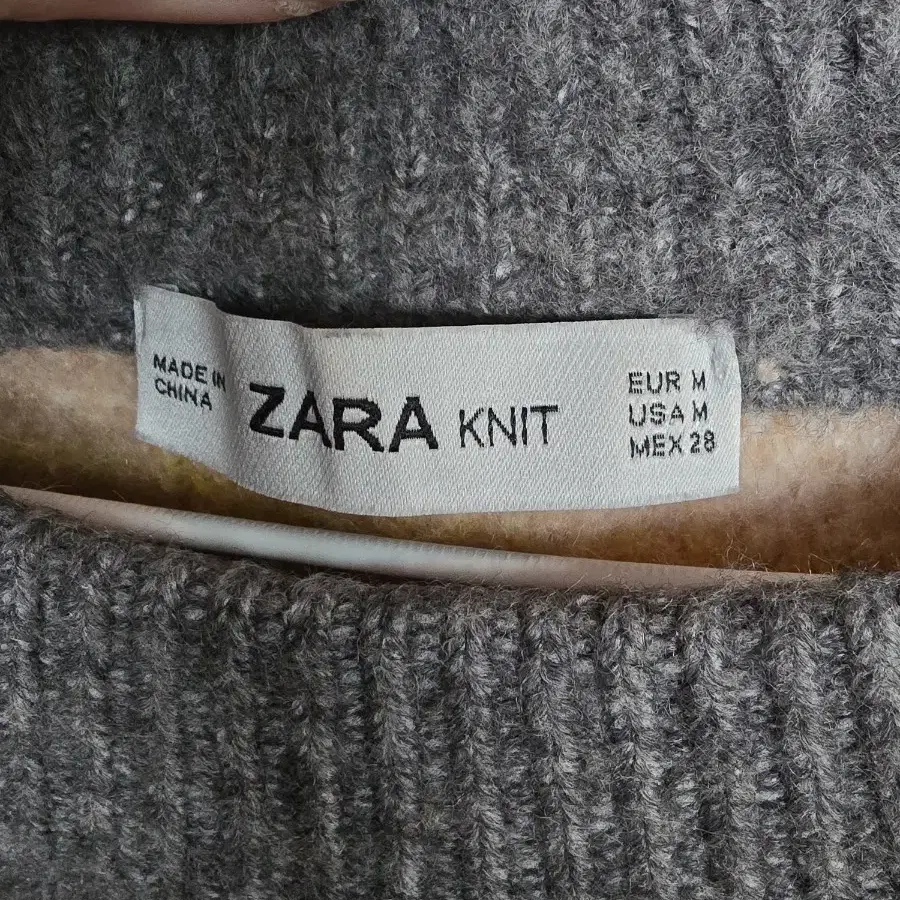 MADE IN
CHINA
ZARA KNIT
EUR M
USA M
MEX 28